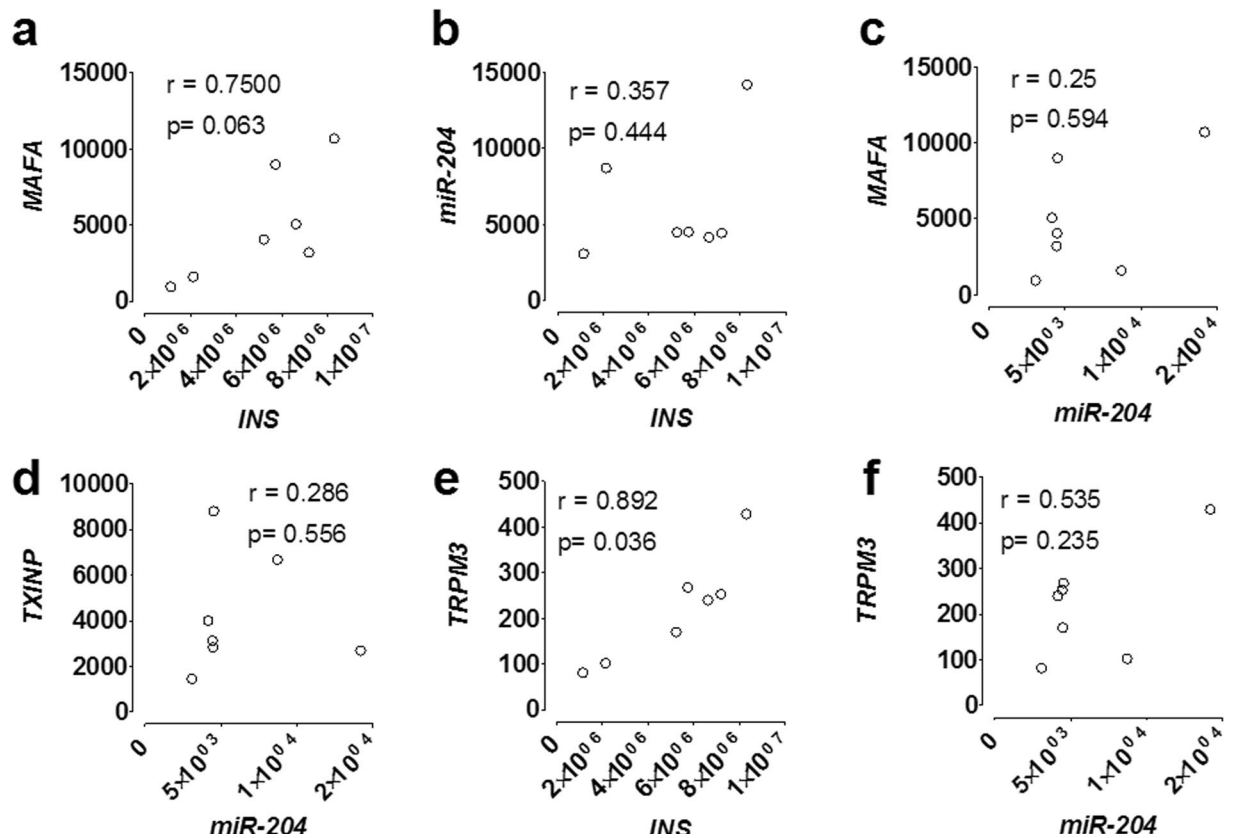 a
r = 0.7500
p= 0.063
15000
10000
5000
0
MAFA
0
2×10⁰⁶
4×10⁰⁶
6×10⁰⁶
8×10⁰⁶
1×10⁰⁷
INS
b
r = 0.357
p= 0.444
15000
10000
5000
0
miR-204
0
2×10⁰⁶
4×10⁰⁶
6×10⁰⁶
8×10⁰⁶
1×10⁰⁷
INS
c
r = 0.25
p= 0.594
15000
10000
5000
0
MAFA
0
5×10⁰³
1×10⁰⁴
2×10⁰⁴
miR-204
d
r = 0.286
p= 0.556
10000
8000
6000
4000
2000
0
TXINP
0
5×10⁰³
1×10⁰⁴
2×10⁰⁴
miR-204
e
r = 0.892
p= 0.036
500
400
300
200
100
0
TRPM3
0
2×10⁰⁶
4×10⁰⁶
6×10⁰⁶
8×10⁰⁶
1×10⁰⁷
INS
f
r = 0.535
p= 0.235
500
400
300
200
100
0
TRPM3
0
5×10⁰³
1×10⁰⁴
2×10⁰⁴
miR-204